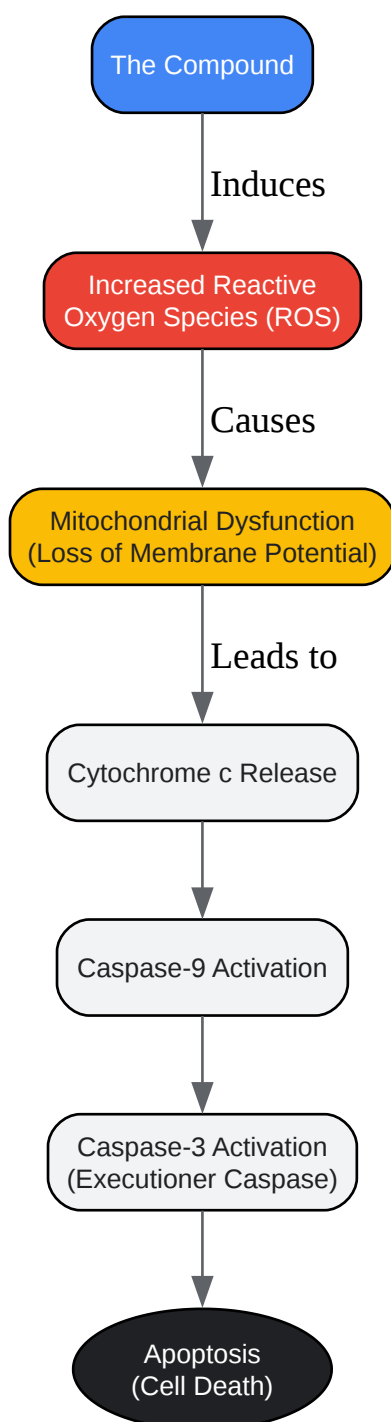 The Compound
Induces
Increased Reactive
Oxygen Species (ROS)
Causes
Mitochondrial Dysfunction
(Loss of Membrane Potential)
Leads to
Cytochrome c Release
Caspase-9 Activation
Caspase-3 Activation
(Executioner Caspase)
Apoptosis
(Cell Death)